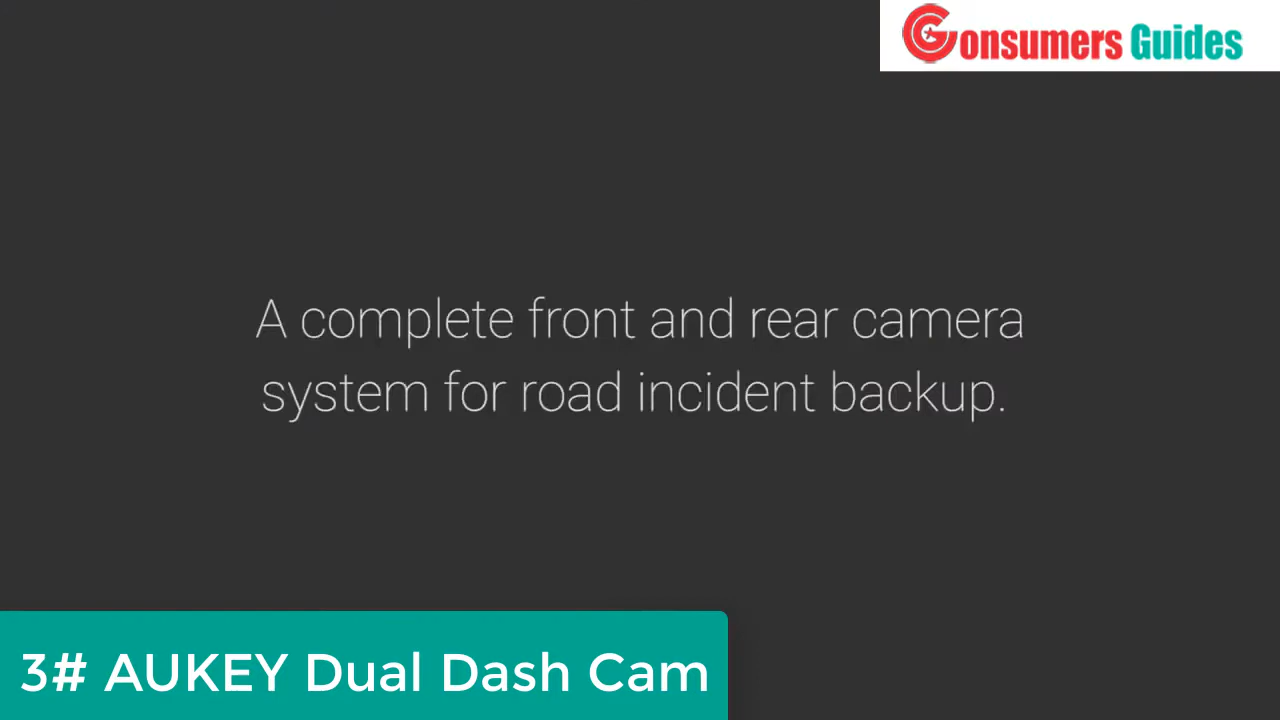 Consumers Guides
A complete front and rear camera
system for road incident backup.
3# AUKEY Dual Dash Cam